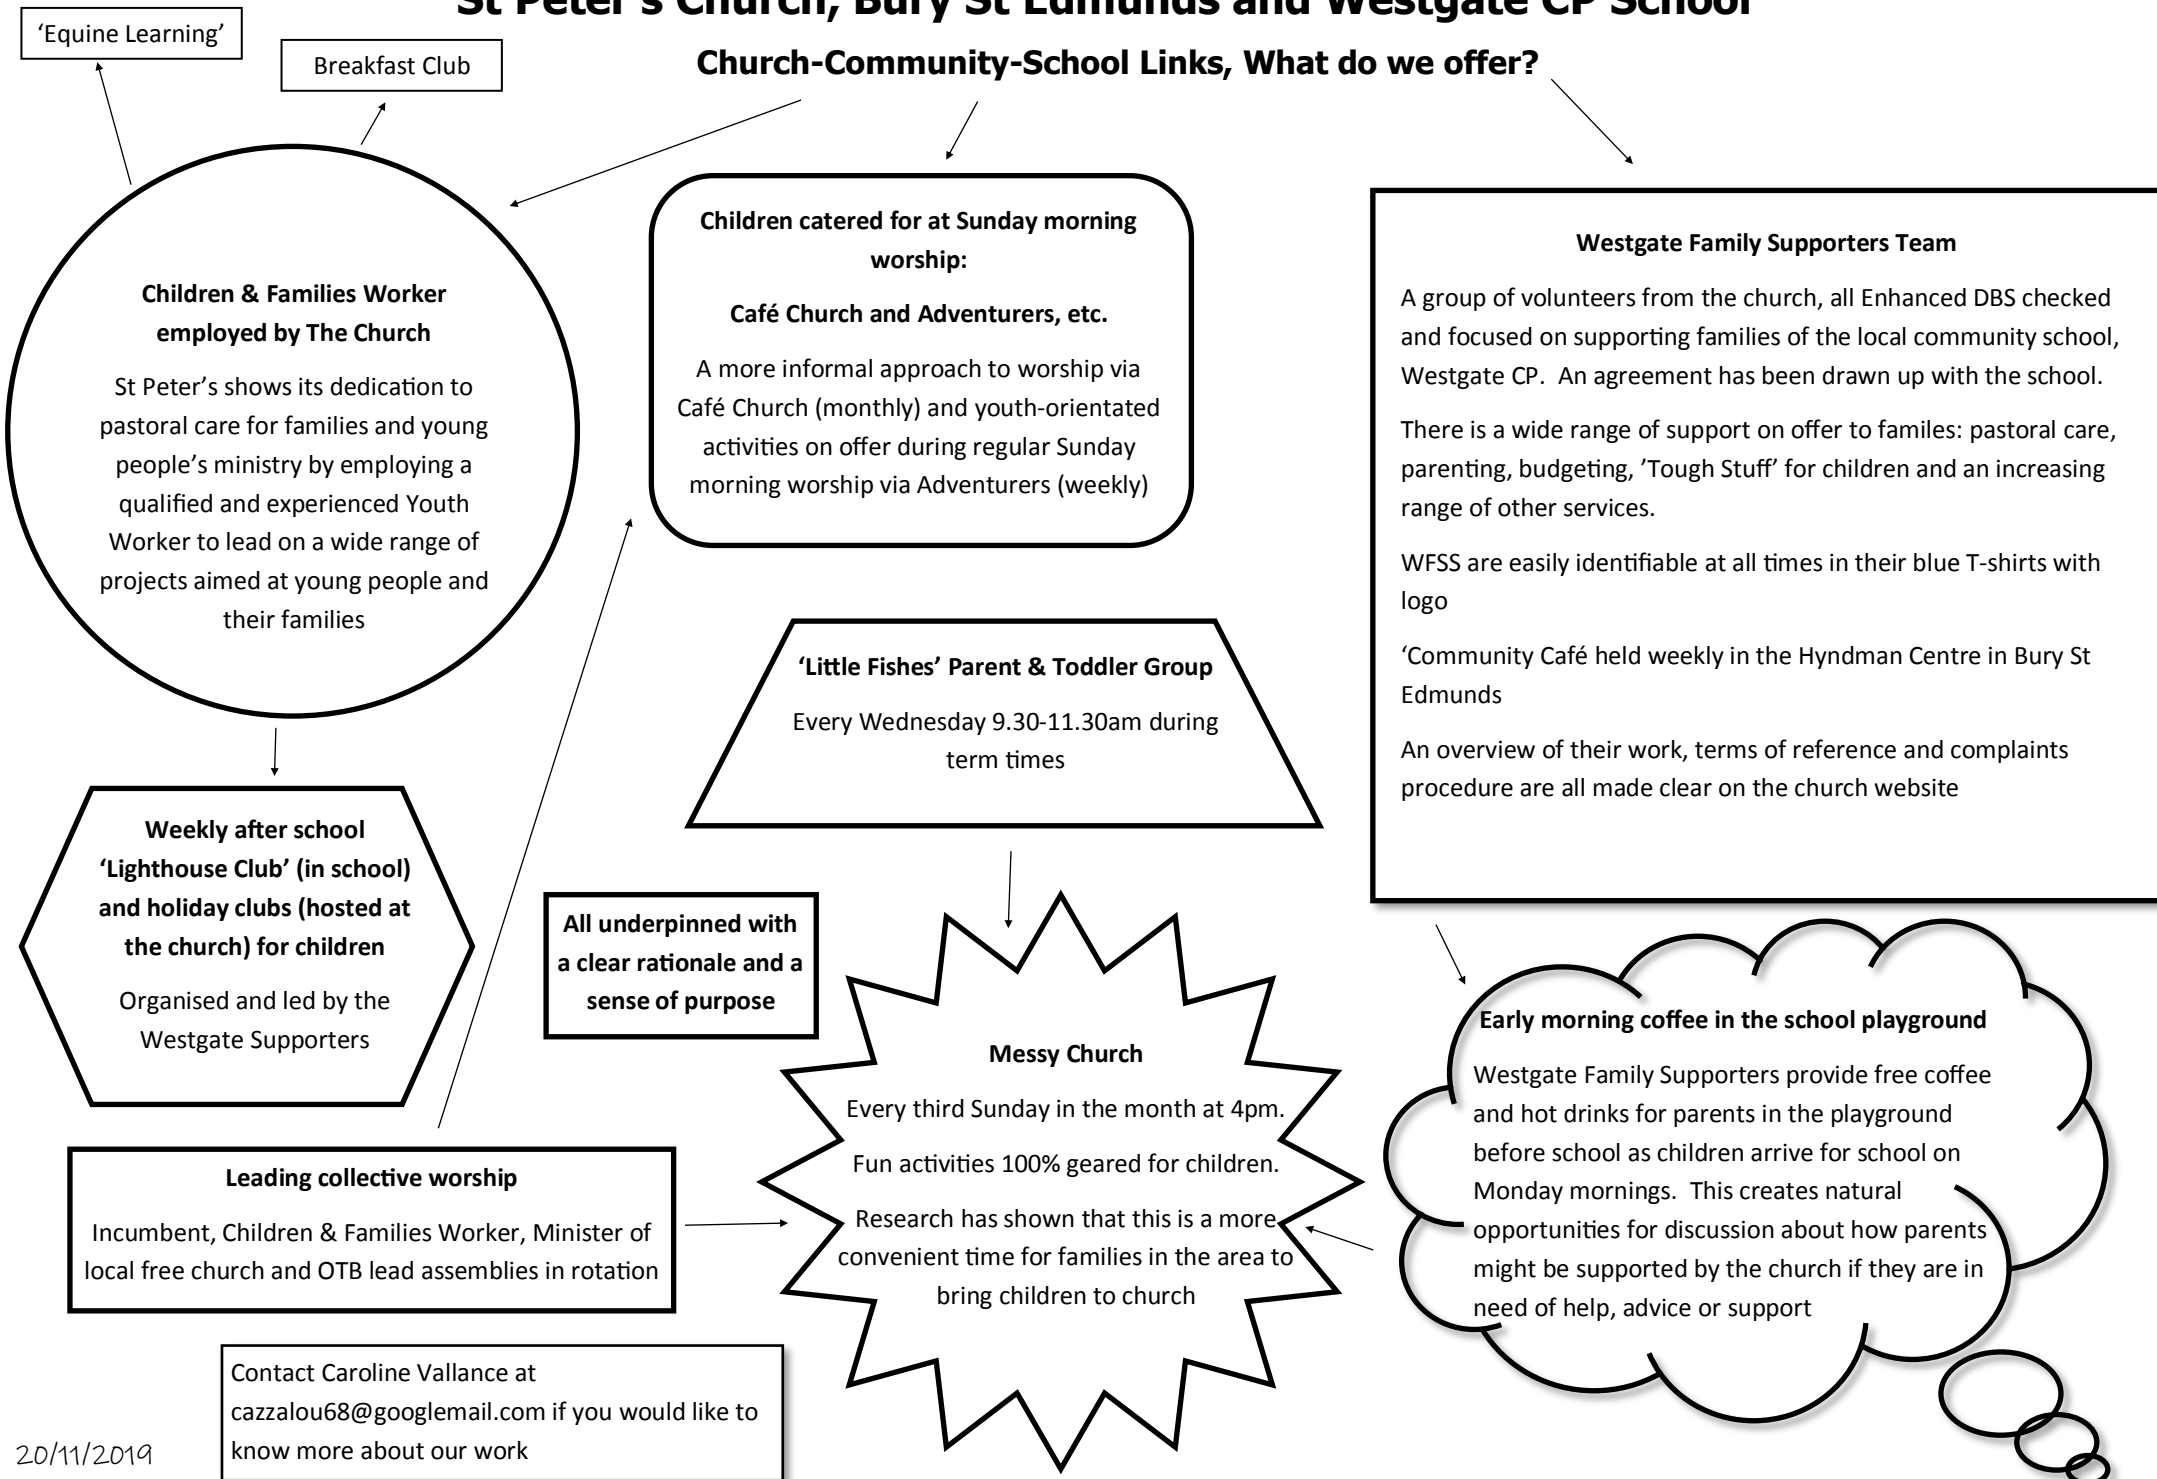 St Peter's Church, Bury St Edmunds and Westgate CP School
Church-Community-School Links, What do we offer?
‘Equine Learning’
Breakfast Club
Children & Families Worker
employed by The Church
St Peter’s shows its dedication to
pastoral care for families and young
people’s ministry by employing a
qualified and experienced Youth
Worker to lead on a wide range of
projects aimed at young people and
their families
Children catered for at Sunday morning
worship:
Café Church and Adventurers, etc.
A more informal approach to worship via
Café Church (monthly) and youth-orientated
activities on offer during regular Sunday
morning worship via Adventurers (weekly)
Westgate Family Supporters Team
A group of volunteers from the church, all Enhanced DBS checked
and focused on supporting families of the local community school,
Westgate CP.  An agreement has been drawn up with the school.
There is a wide range of support on offer to familes: pastoral care,
parenting, budgeting, ’Tough Stuff’ for children and an increasing
range of other services.
WFSS are easily identifiable at all times in their blue T-shirts with
logo
‘Community Café held weekly in the Hyndman Centre in Bury St
Edmunds
An overview of their work, terms of reference and complaints
procedure are all made clear on the church website
‘Little Fishes’ Parent & Toddler Group
Every Wednesday 9.30-11.30am during
term times
Weekly after school
‘Lighthouse Club’ (in school)
and holiday clubs (hosted at
the church) for children
Organised and led by the
Westgate Supporters
All underpinned with
a clear rationale and a
sense of purpose
Messy Church
Every third Sunday in the month at 4pm.
Fun activities 100% geared for children.
Research has shown that this is a more
convenient time for families in the area to
bring children to church
Early morning coffee in the school playground
Westgate Family Supporters provide free coffee
and hot drinks for parents in the playground
before school as children arrive for school on
Monday mornings.  This creates natural
opportunities for discussion about how parents
might be supported by the church if they are in
need of help, advice or support
Leading collective worship
Incumbent, Children & Families Worker, Minister of
local free church and OTB lead assemblies in rotation
Contact Caroline Vallance at
cazzalou68@googlemail.com if you would like to
know more about our work
20/11/2019